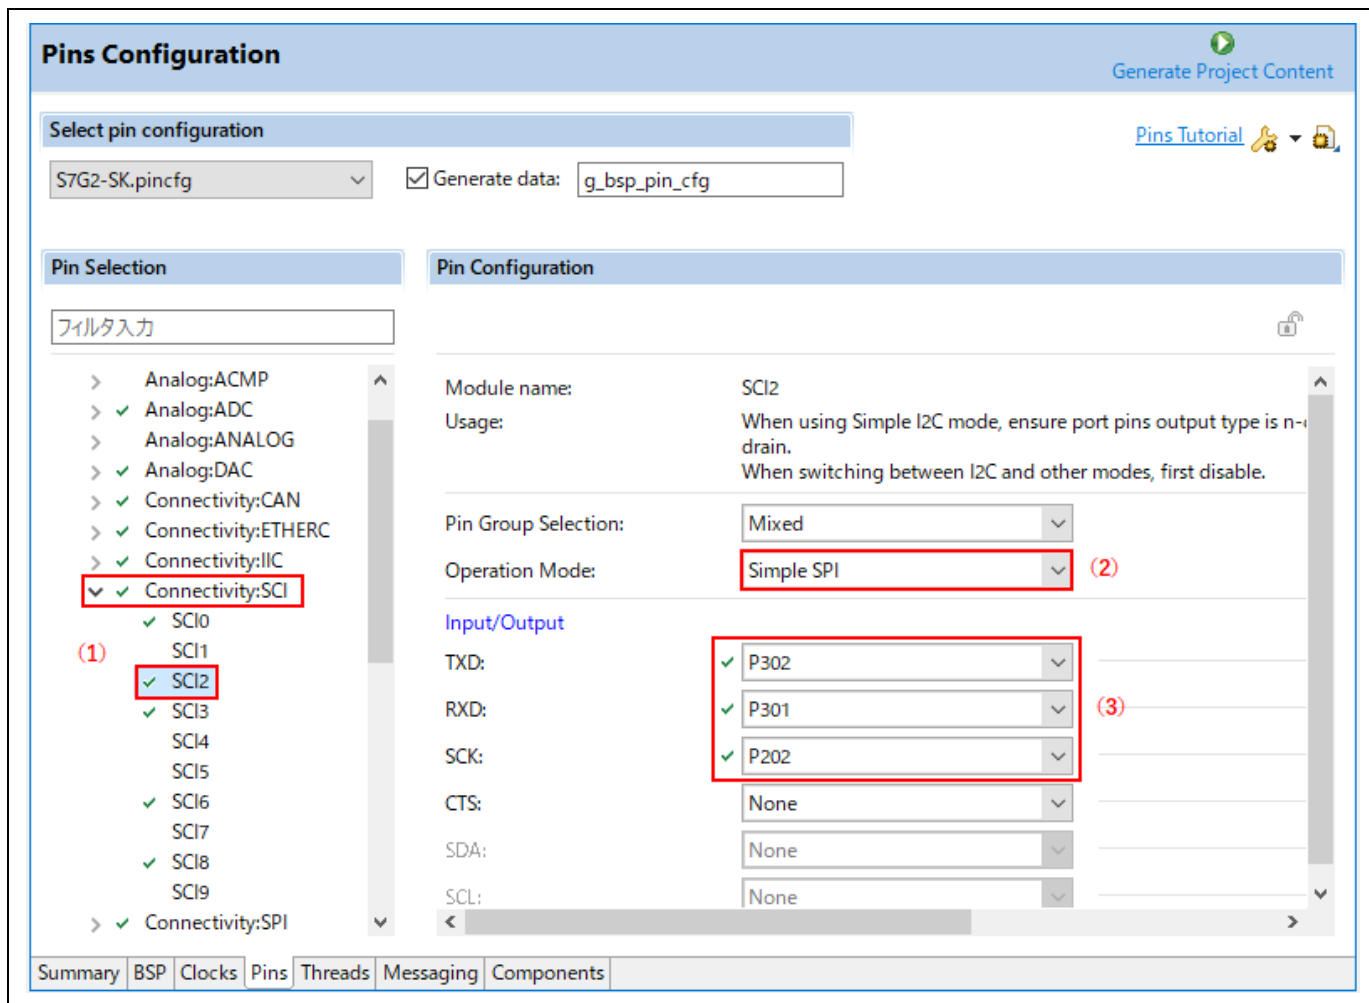 Pins Configuration
Generate Project Content
Select pin configuration
Pins Tutorial
S7G2-SK.pincfg
Generate data:
g_bsp_pin_cfg
Pin Selection
フィルタ入力
Analog:ACMP
Analog:ADC
Analog:ANALOG
Analog:DAC
Connectivity:CAN
Connectivity:ETHERC
Connectivity:IIC
Connectivity:SCI
SCI0
(1)
SCI1
SCI2
SCI3
SCI4
SCI5
SCI6
SCI7
SCI8
SCI9
Connectivity:SPI
Pin Configuration
Module name: SCI2
Usage: When using Simple I2C mode, ensure port pins output type is n-
drain.
When switching between I2C and other modes, first disable.
Pin Group Selection: Mixed
Operation Mode: Simple SPI (2)
Input/Output
TXD: P302
RXD: P301 (3)
SCK: P202
CTS: None
SDA: None
SCL: None
Summary BSP Clocks Pins Threads Messaging Components